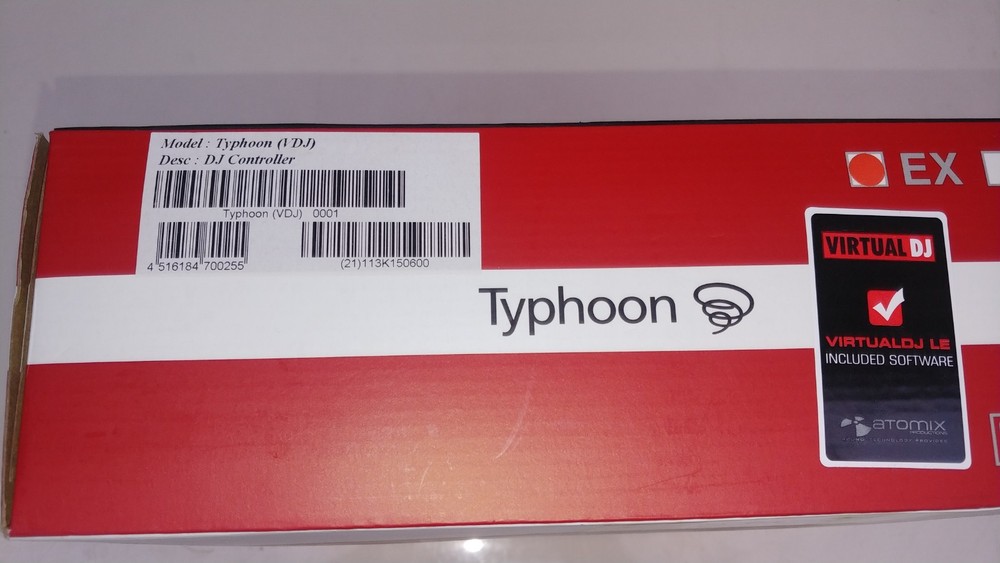 Model : Typhoon (VDJ)
Desc : DJ Controller
Typhoon (VDJ) 0001
4 516184 700255
(21)113K150600
EX
Typhoon
VIRTUAL DJ
VIRTUALDJ LE
INCLUDED SOFTWARE
atomix
PRODUCTIONS